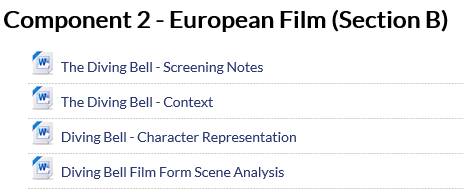 Component 2 - European Film (Section B)
The Diving Bell - Screening Notes
The Diving Bell - Context
Diving Bell - Character Representation
Diving Bell Film Form Scene Analysis